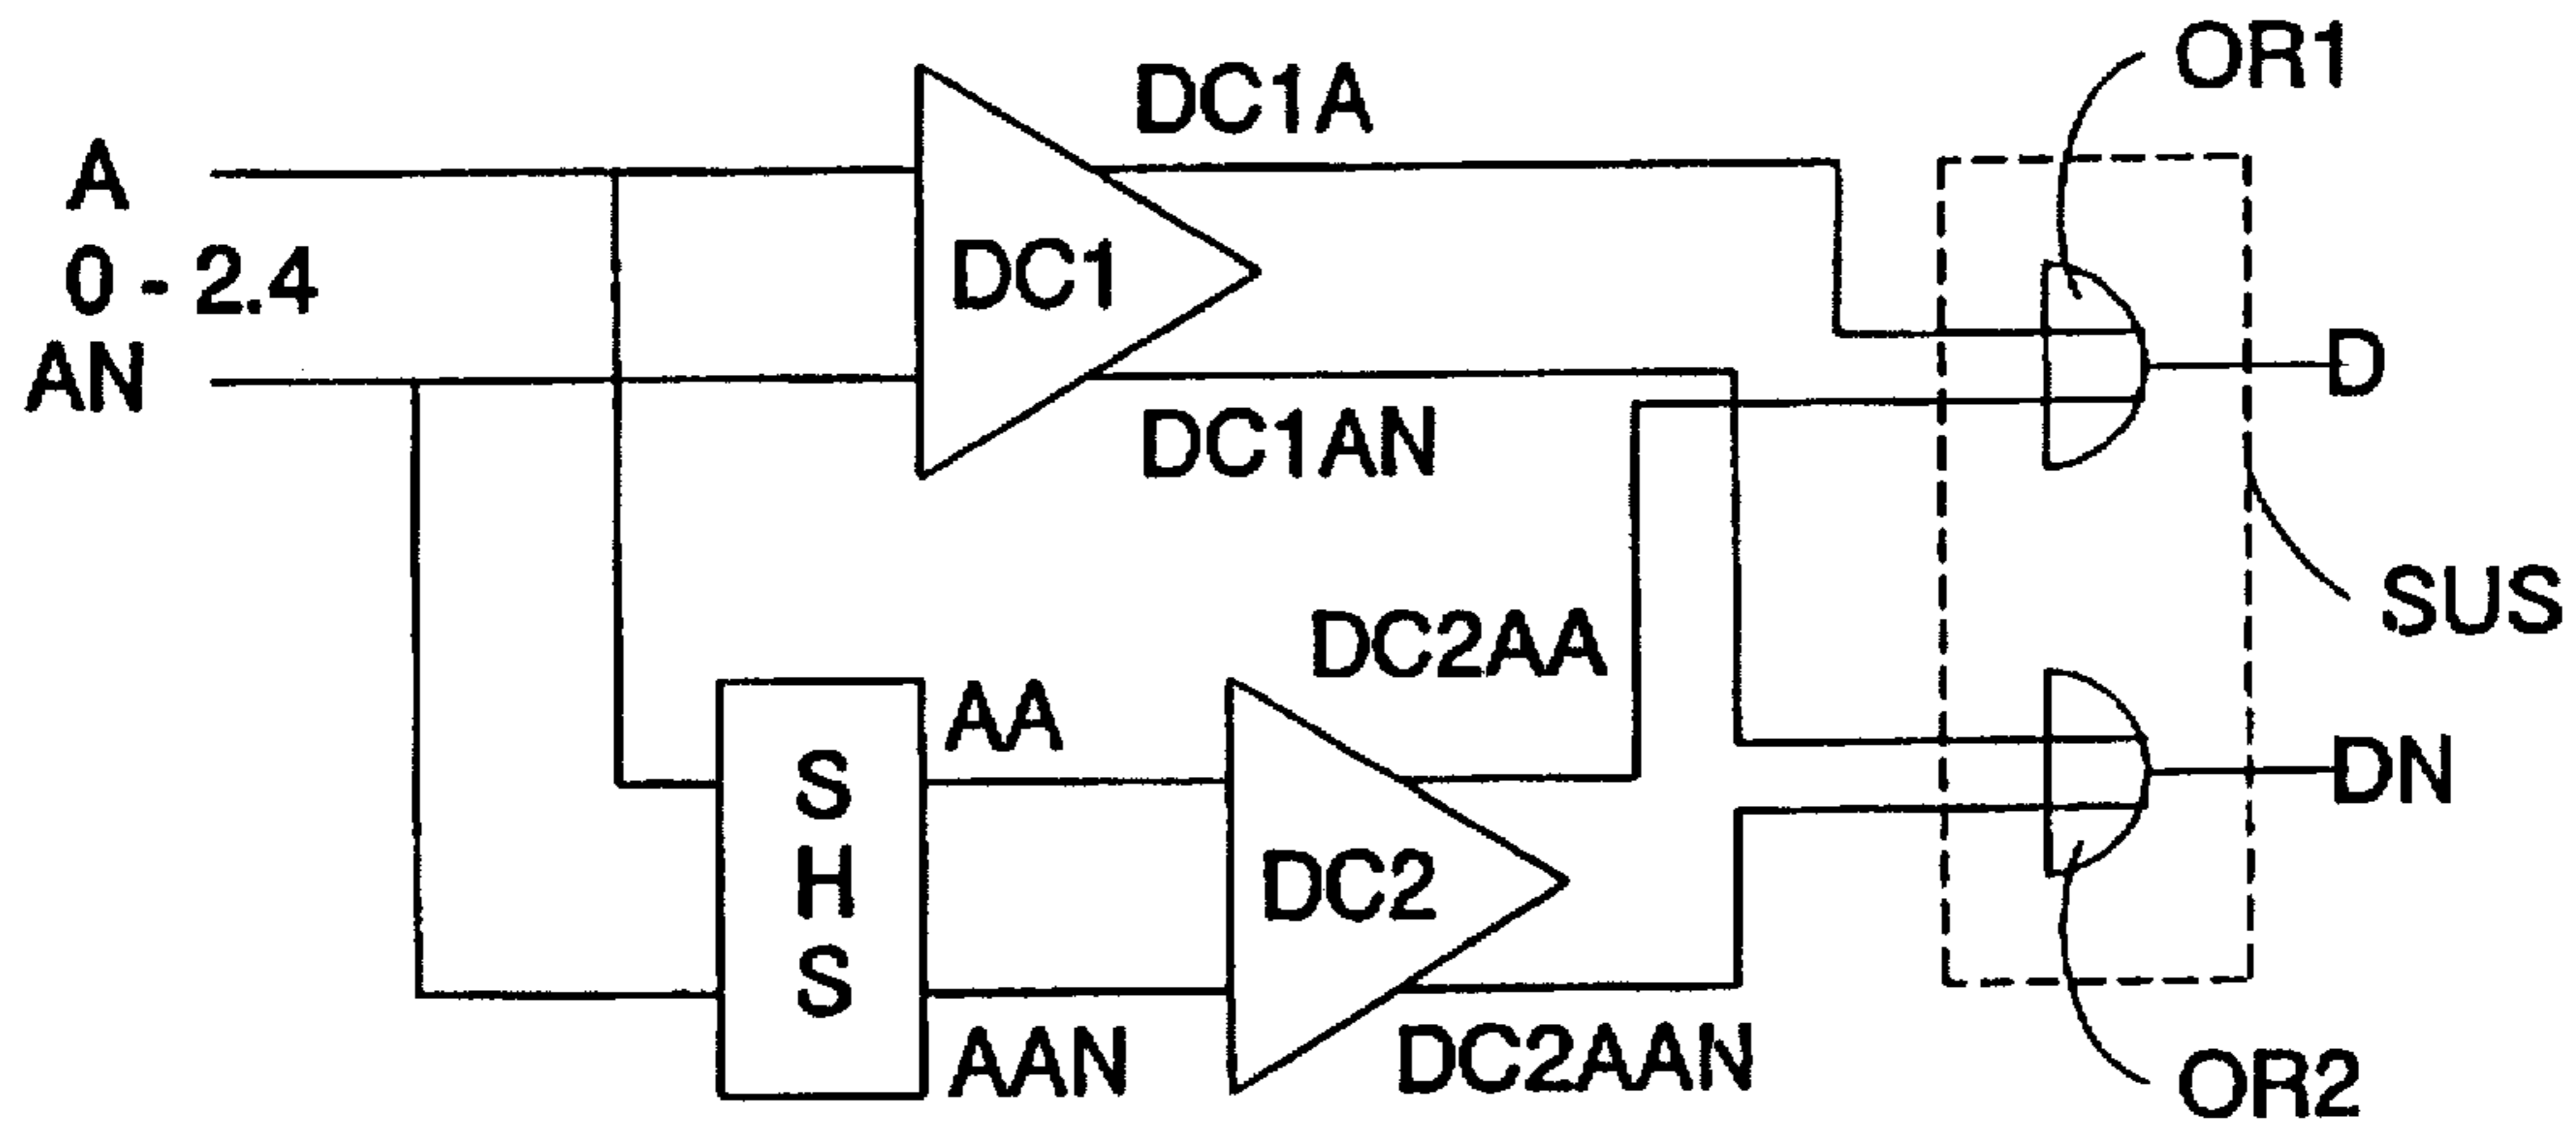 OR1
DC1A
A
0 - 2.4
AN
DC1
D
DC1AN
SUS
DC2AA
AA
S
H
S
DC2
DN
AAN
DC2AAN
OR2